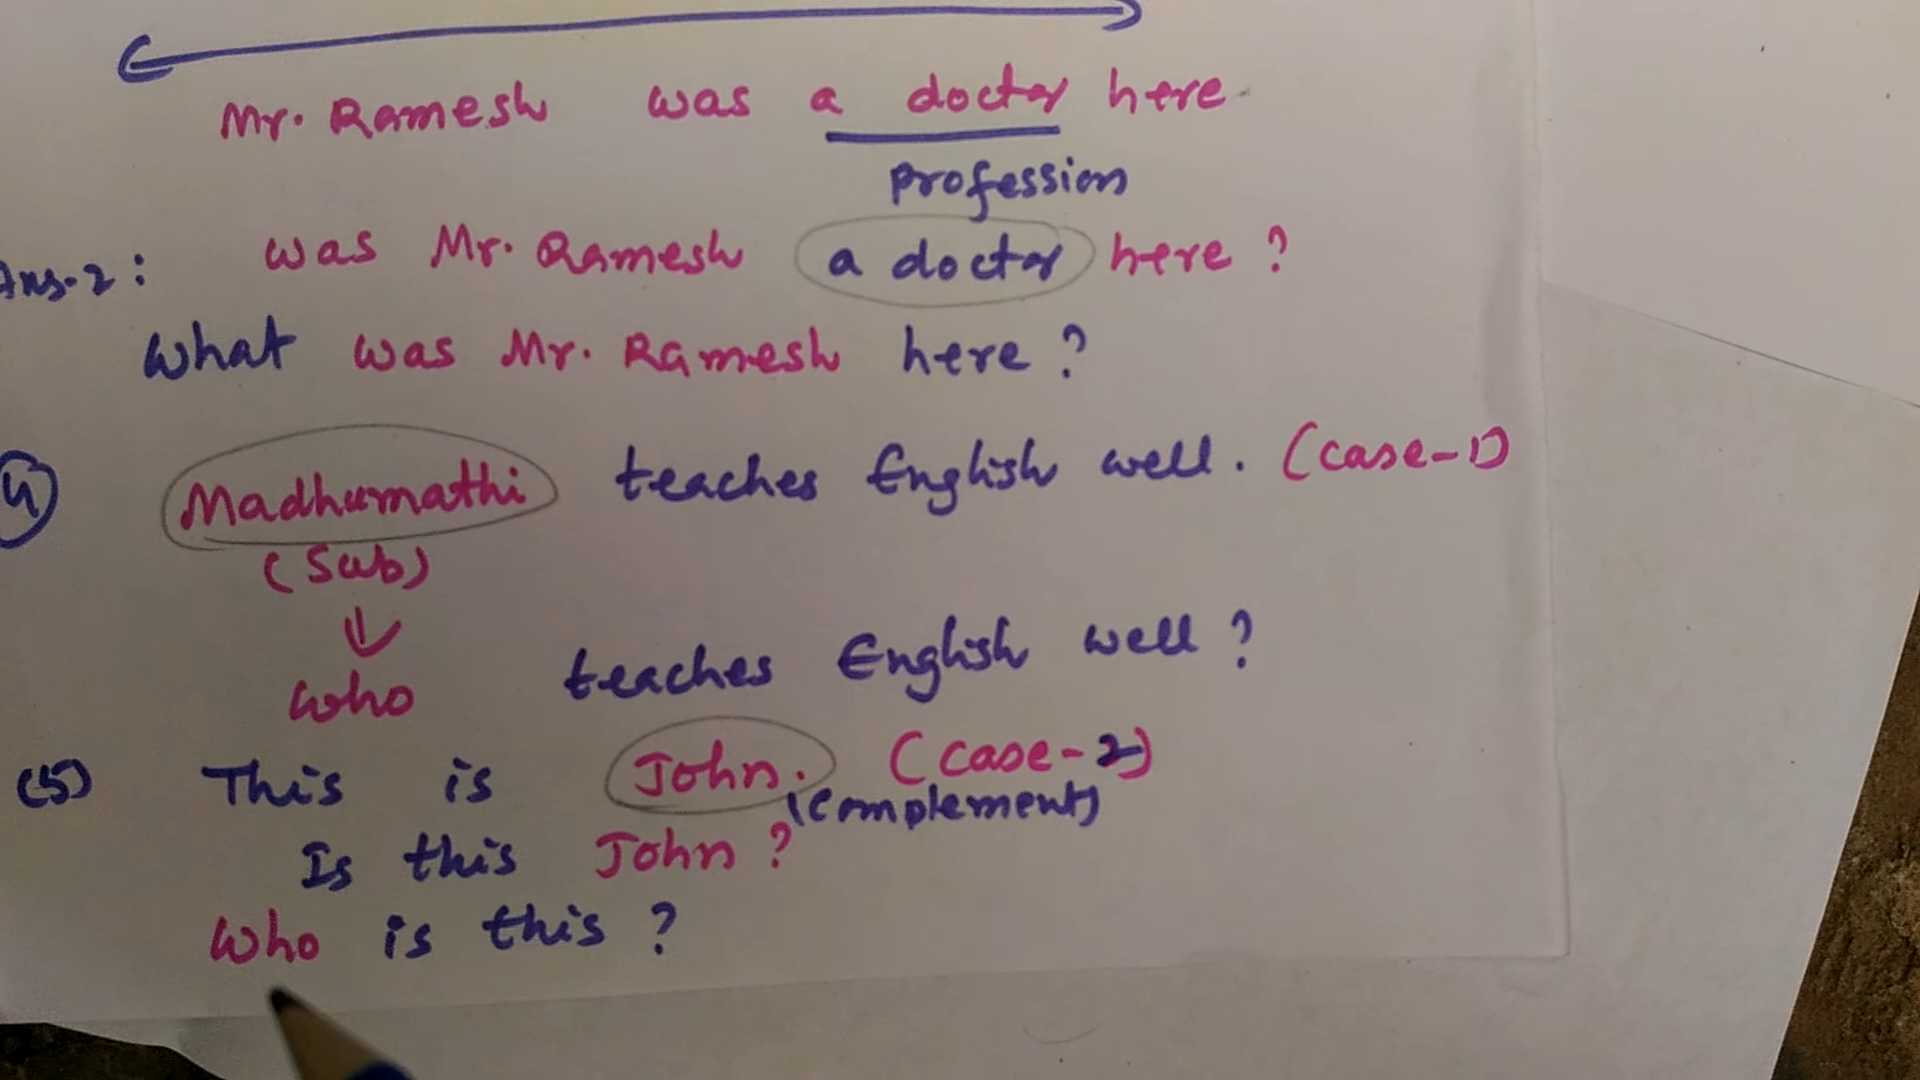 Mr. Ramesh was a doctor here
Profession
Ans-2: was Mr. Ramesh a doctor here ?
What was Mr. Ramesh here ?
4 Madhumathi teaches English well. (case-1)
(Sub)
who teaches English well ?
(5) This is John. (case-2)
(complement)
Is this John ?
Who is this ?